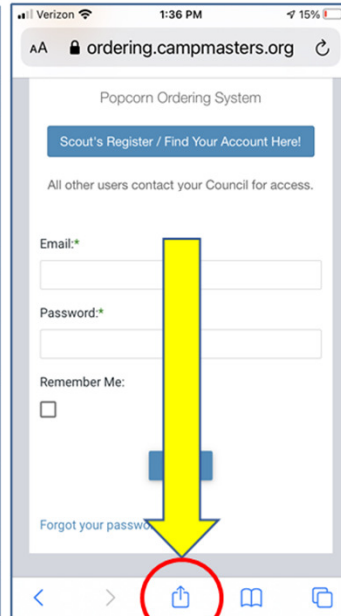 Verizon 1:36 PM 15%
AA ordering.campmasters.org
Popcorn Ordering System
Scout's Register / Find Your Account Here!
All other users contact your Council for access.
Email:*
Password:*
Remember Me:
Forgot your